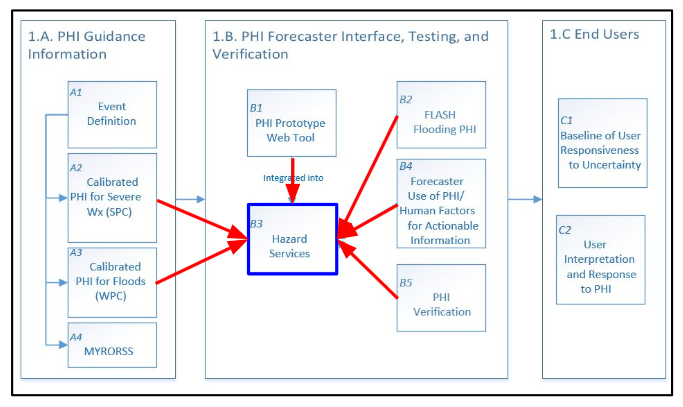 1.A. PHI Guidance
Information
A1
Event
Definition
A2
Calibrated
PHI for Severe
Wx (SPC)
A3
Calibrated
PHI for Floods
(WPC)
A4
MYRORSS
1.B. PHI Forecaster Interface, Testing, and
Verification
B1
PHI Prototype
Web Tool
Integrated into
B3
Hazard
Services
B2
FLASH
Flooding PHI
B4
Forecaster
Use of PHI/
Human Factors
for Actionable
Information
B5
PHI
Verification
1.C End Users
C1
Baseline of User
Responsiveness
to Uncertainty
C2
User
Interpretation
and Response
to PHI